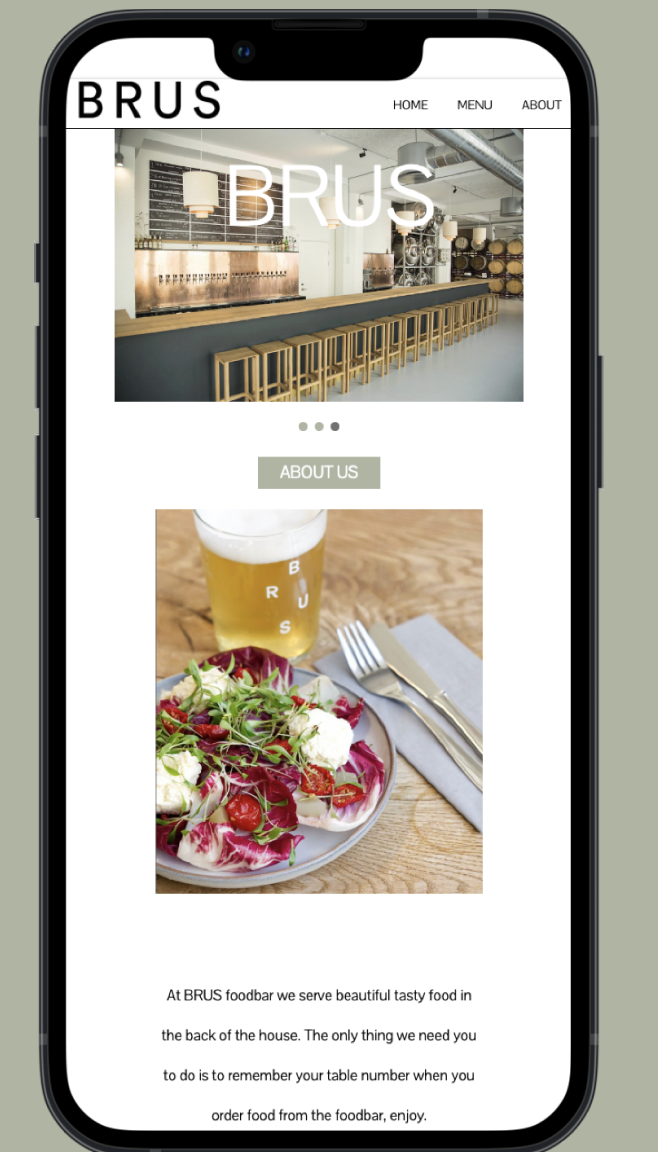 BRUS
HOME MENU ABOUT
BRUS
ABOUT US
B
R
U
S
At BRUS foodbar we serve beautiful tasty food in
the back of the house. The only thing we need you
to do is to remember your table number when you
order food from the foodbar, enjoy.